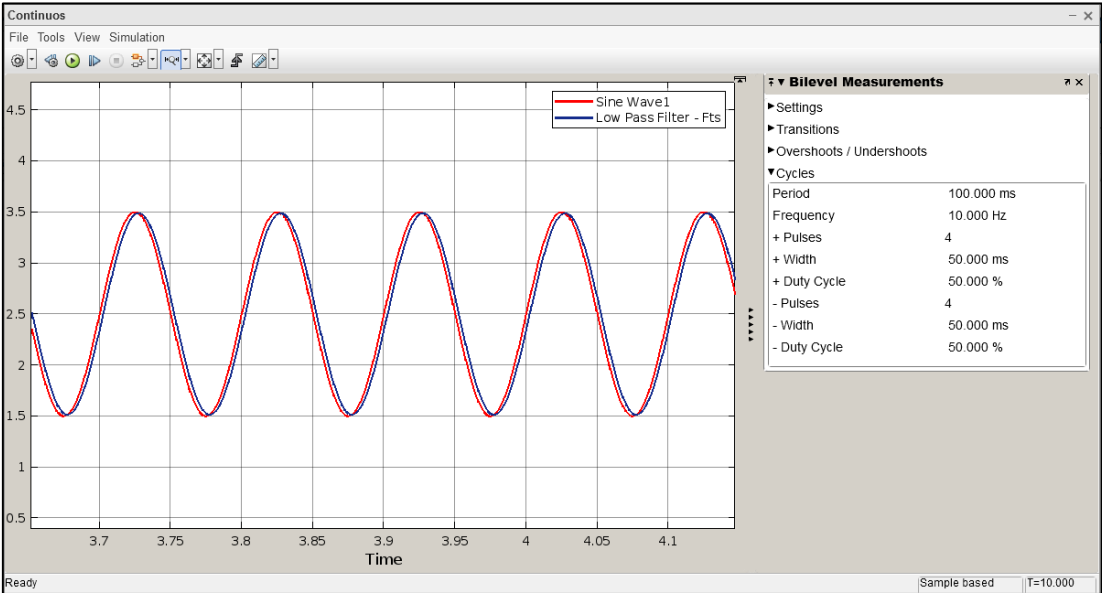 Continuos
File Tools View Simulation
Sine Wave1
Low Pass Filter - Fts
4.5
4
3.5
3
2.5
2
1.5
1
0.5
3.7 3.75 3.8 3.85 3.9 3.95 4 4.05 4.1
Time
Bilevel Measurements
Settings
Transitions
Overshoots / Undershoots
Cycles
Period 100.000 ms
Frequency 10.000 Hz
+ Pulses 4
+ Width 50.000 ms
+ Duty Cycle 50.000 %
- Pulses 4
- Width 50.000 ms
- Duty Cycle 50.000 %
Ready Sample based T=10.000